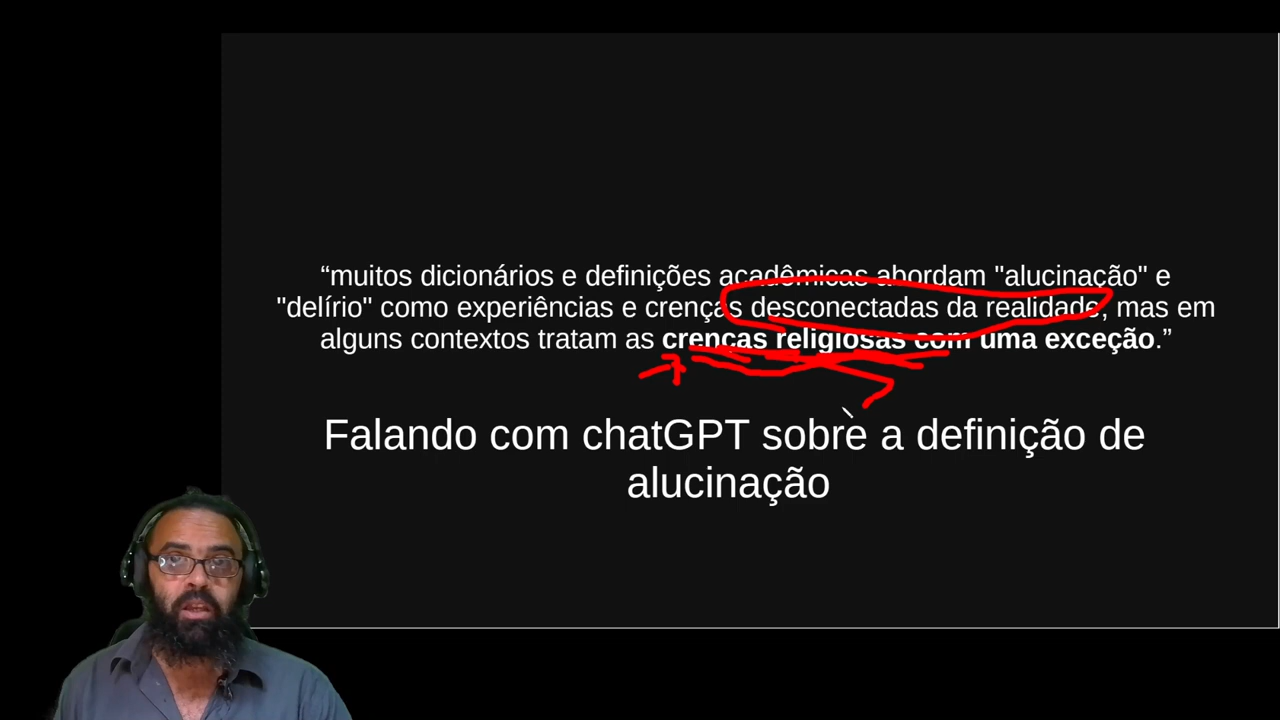 “muitos dicionários e definições acadêmicas abordam "alucinação" e
"delírio" como experiências e crenças desconectadas da realidade, mas em
alguns contextos tratam as crenças religiosas com uma exceção.”
Falando com chatGPT sobre a definição de
alucinação